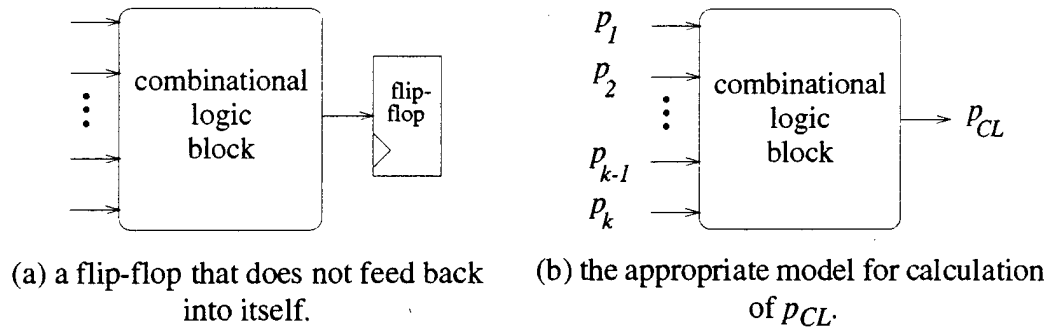 combinational
logic
block
flip-
flop
p1
p2
pk-1
pk
combinational
logic
block
pCL
(a) a flip-flop that does not feed back
into itself.
(b) the appropriate model for calculation
of pCL.